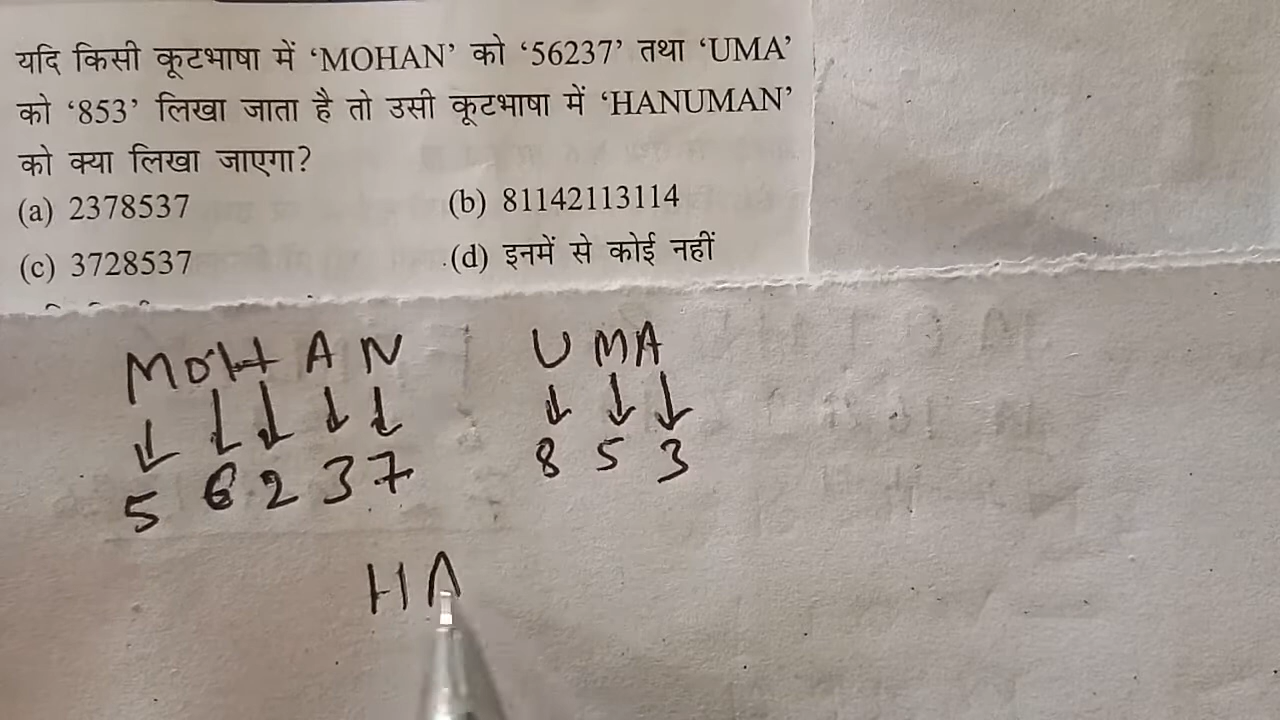 यदि किसी कूटभाषा में ‘MOHAN’ को ‘56237’ तथा ‘UMA’
को ‘853’ लिखा जाता है तो उसी कूटभाषा में ‘HANUMAN’
को क्या लिखा जाएगा?
(a) 2378537 (b) 81142113114
(c) 3728537 (d) इनमें से कोई नहीं
MOHAN UMA
↓ ↓ ↓ ↓ ↓ ↓ ↓ ↓
5 6 2 3 7 8 5 3
HA